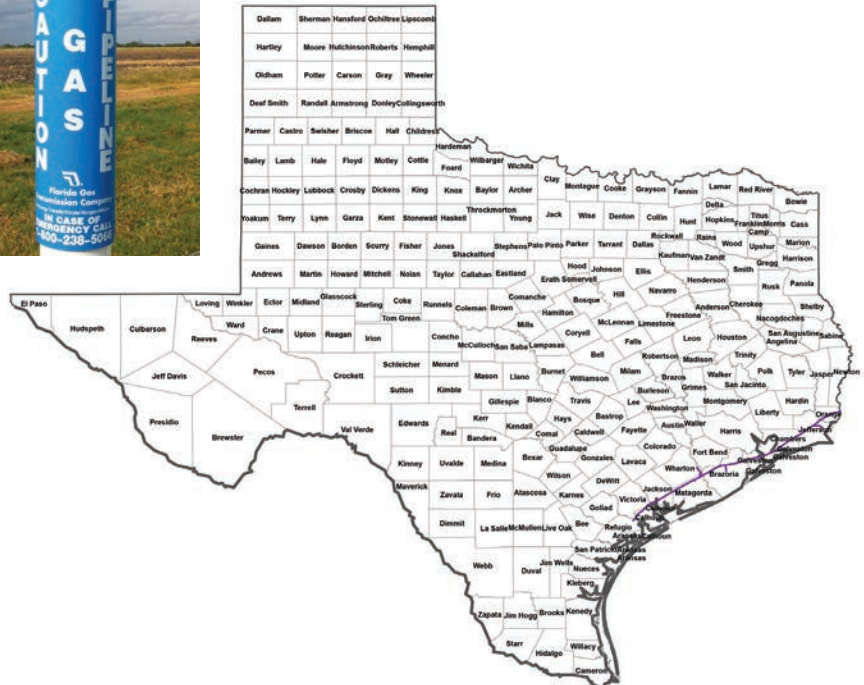 CAUTION
GAS
PIPELINE
Florida Gas
Transmission Company
IN CASE OF
EMERGENCY CALL
1-800-238-5066
Dallam Sherman Hansford Ochiltree Lipscomb
Hartley Moore Hutchinson Roberts Hemphill
Oldham Potter Carson Gray Wheeler
Deaf Smith Randall Armstrong Donley Collingsworth
Parmer Castro Swisher Briscoe Hall Childress
Hardeman
Bailey Lamb Hale Floyd Motley Cottle Foard Wilbarger Wichita
Clay Montague Cooke Grayson Fannin Lamar Red River Bowie
Cochran Hockley Lubbock Crosby Dickens King Knox Baylor Archer
Delta
Yoakum Terry Lynn Garza Kent Stonewall Haskell Throckmorton Young Jack Wise Denton Collin Hunt Hopkins Franklin Titus Morris Cass
Camp
Rockwall Rains Wood Upshur Marion
Gaines Dawson Borden Scurry Fisher Jones Shackelford Stephens Palo Pinto Parker Tarrant Dallas Kaufman Van Zandt Gregg Harrison
Andrews Martin Howard Mitchell Nolan Taylor Callahan Eastland Erath Hood Somervell Johnson Ellis Henderson Smith Rusk Panola
El Paso Hudspeth Culberson Reeves Loving Winkler Ector Midland Glasscock Sterling Coke Runnels Coleman Brown Comanche Hamilton Bosque Hill Navarro Freestone Anderson Cherokee Nacogdoches Shelby
Ward Crane Upton Reagan Irion Tom Green Concho McCulloch San Saba Mills Lampasas Coryell McLennan Limestone Leon Houston Angelina San Augustine Sabine
Jeff Davis Pecos Crockett Schleicher Menard Mason Llano Burnet Bell Falls Robertson Madison Trinity Polk Tyler Jasper Newton
Presidio Brewster Terrell Val Verde Sutton Kimble Gillespie Blanco Williamson Milam Brazos Grimes Walker San Jacinto
Travis Burleson Lee Washington Montgomery Liberty Hardin Orange
Edwards Real Kerr Kendall Bandera Comal Hays Caldwell Bastrop Fayette Austin Waller Harris Chambers Jefferson
Galveston
Galveston
Galveston
Galveston
Kinney Uvalde Medina Bexar Guadalupe Gonzales Lavaca Colorado Wharton Fort Bend Brazoria
Maverick Zavala Frio Atascosa Wilson Karnes DeWitt Victoria Jackson Matagorda
Calhoun
Calhoun
Calhoun
Dimmit La Salle McMullen Live Oak Bee Goliad Refugio
Aransas
Aransas
Aransas
San Patricio
Webb Duval Jim Wells Nueces
Kleberg
Zapata Jim Hogg Brooks Kenedy
Starr Hidalgo Willacy
Cameron